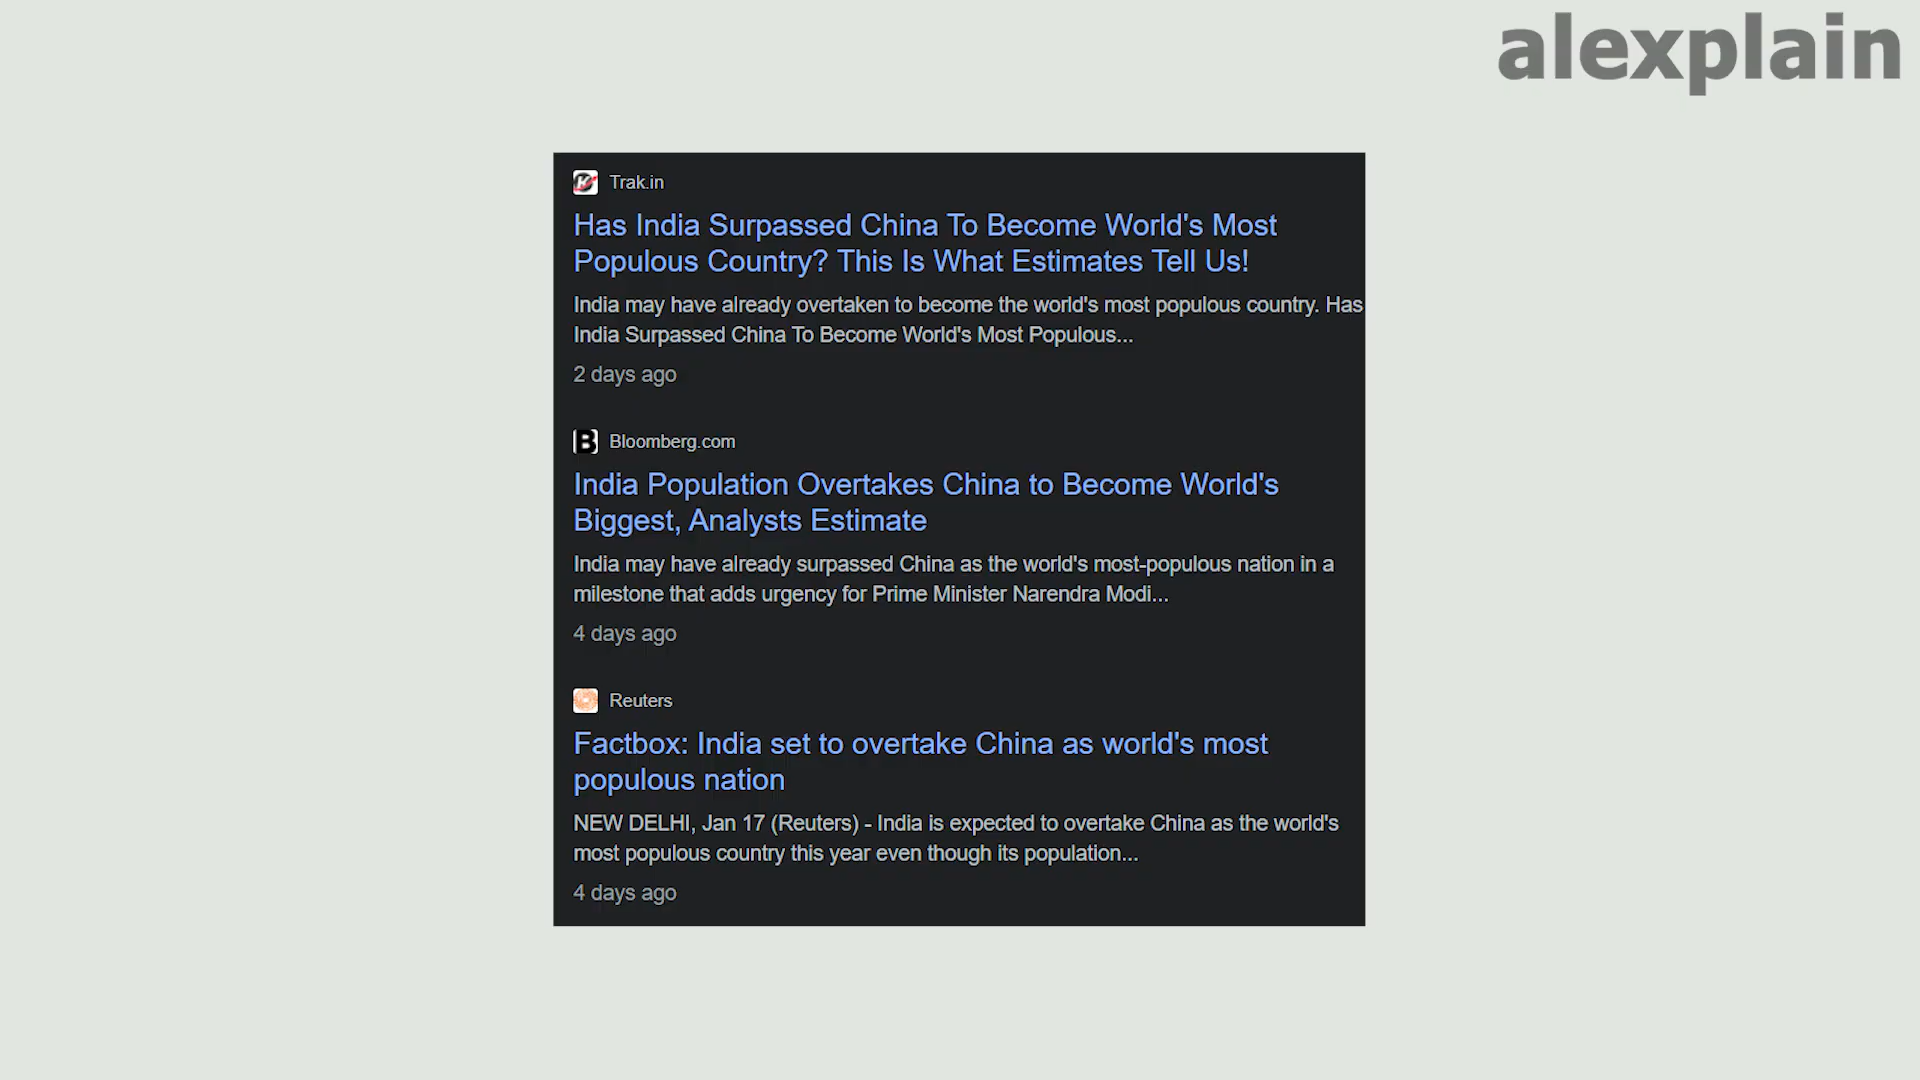 alexplain
Trak.in
Has India Surpassed China To Become World's Most
Populous Country? This Is What Estimates Tell Us!
India may have already overtaken to become the world's most populous country. Has
India Surpassed China To Become World's Most Populous...
2 days ago
B Bloomberg.com
India Population Overtakes China to Become World's
Biggest, Analysts Estimate
India may have already surpassed China as the world's most-populous nation in a
milestone that adds urgency for Prime Minister Narendra Modi...
4 days ago
Reuters
Factbox: India set to overtake China as world's most
populous nation
NEW DELHI, Jan 17 (Reuters) - India is expected to overtake China as the world's
most populous country this year even though its population...
4 days ago